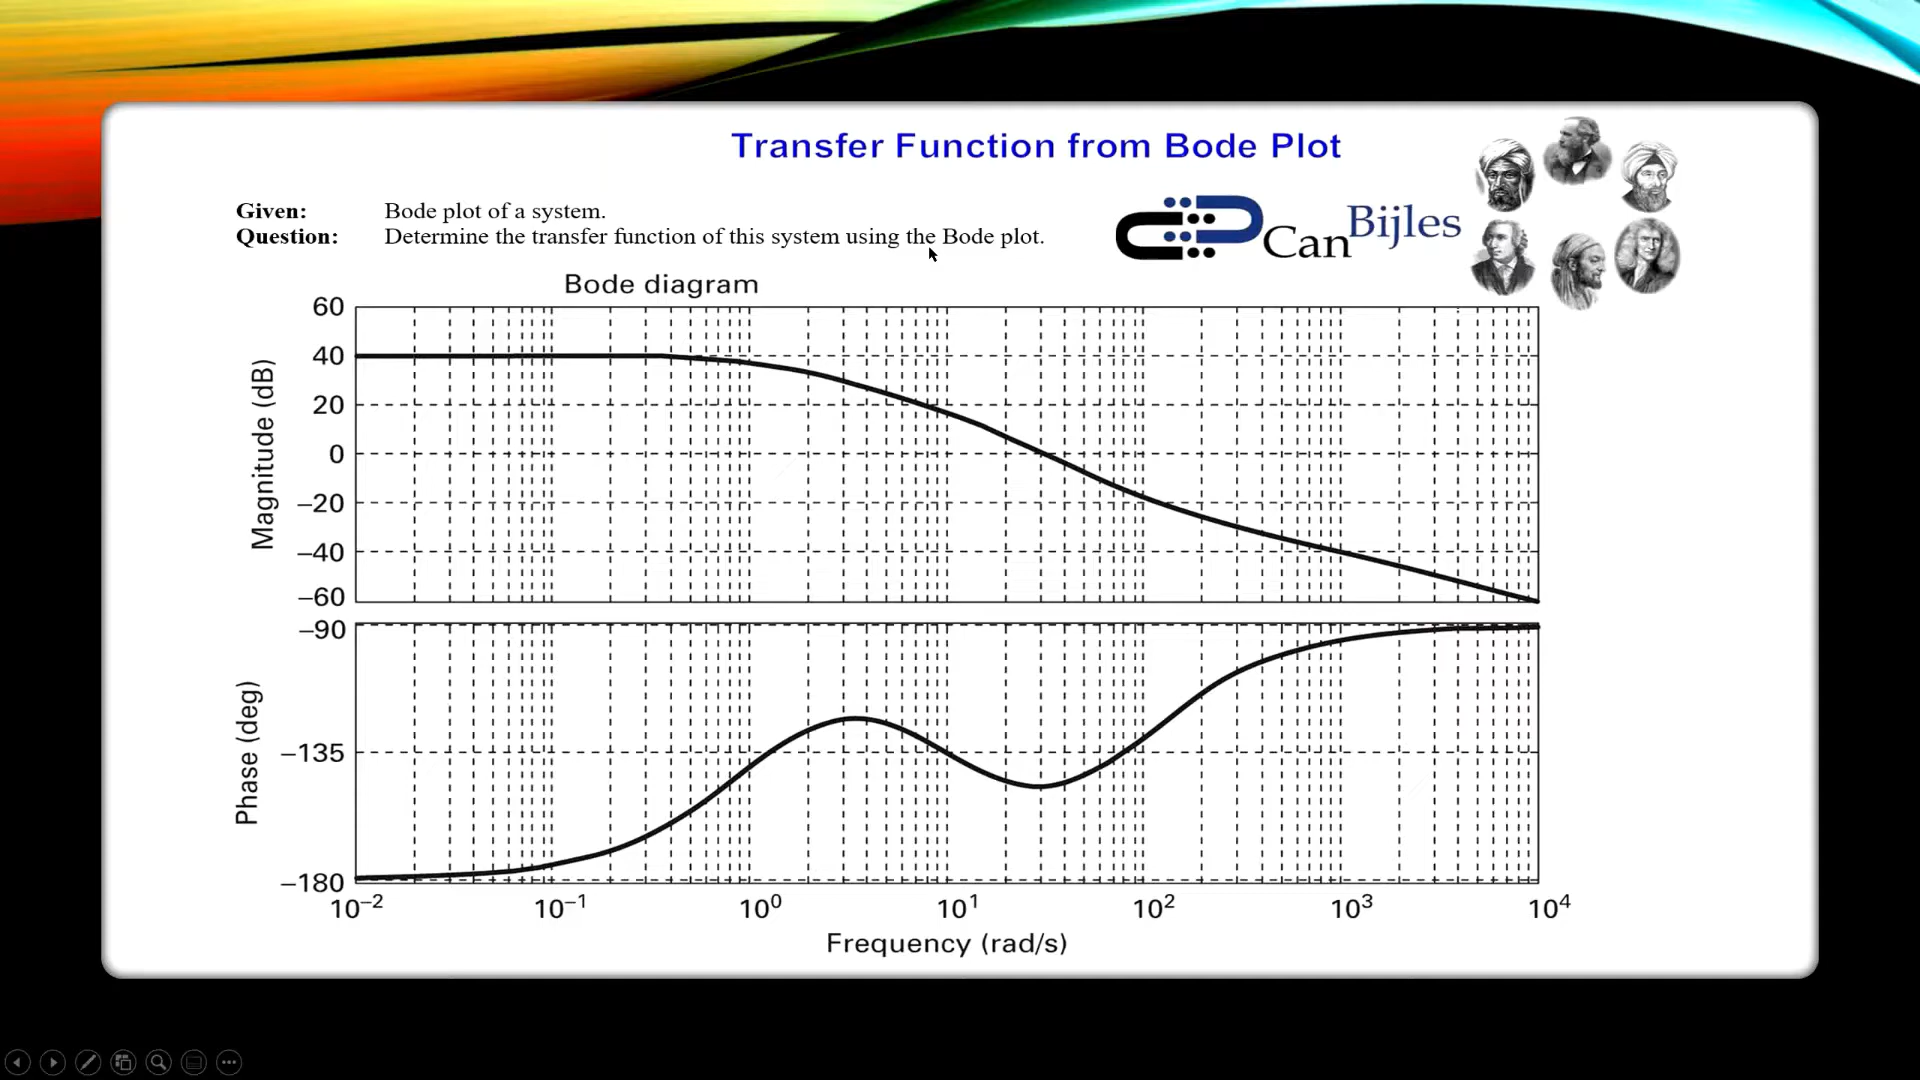 Transfer Function from Bode Plot
Given: Bode plot of a system.
Question: Determine the transfer function of this system using the Bode plot.
Can Bijles
Bode diagram
60
40
20
0
–20
–40
–60
Magnitude (dB)
–90
–135
–180
Phase (deg)
10⁻² 10⁻¹ 10⁰ 10¹ 10² 10³ 10⁴
Frequency (rad/s)